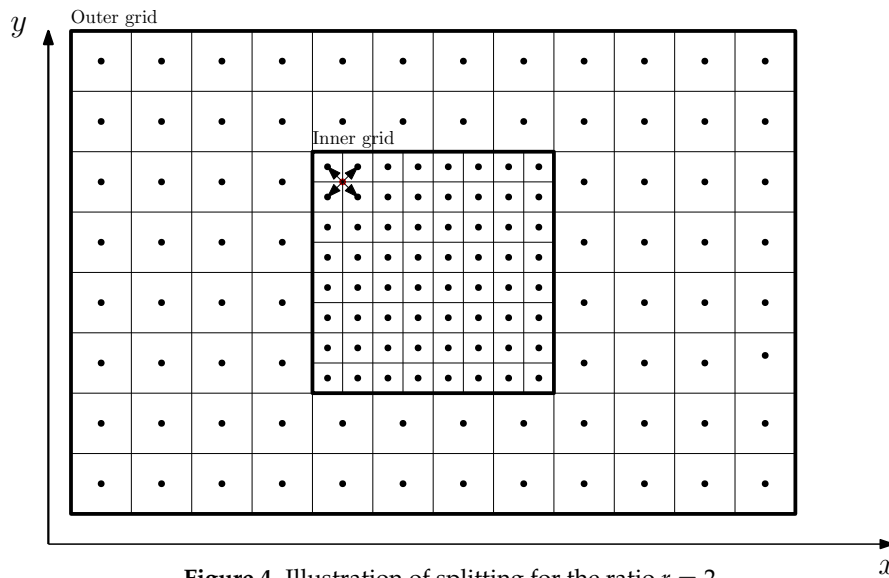 Outer grid
y
Inner grid
x
Figure 4. Illustration of splitting for the ratio r = 2